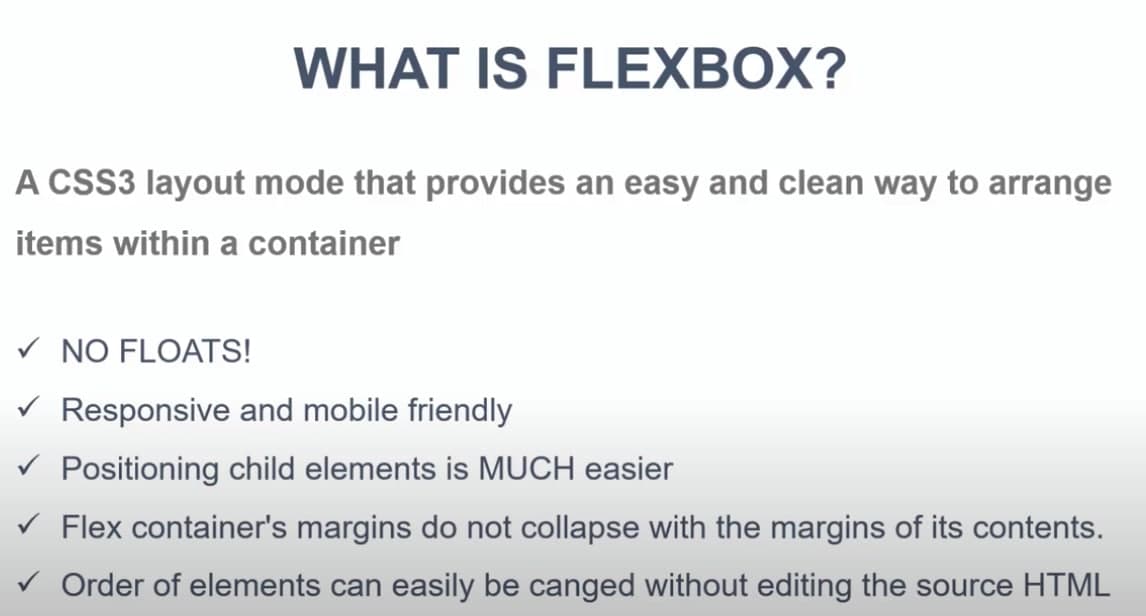 WHAT IS FLEXBOX?
A CSS3 layout mode that provides an easy and clean way to arrange
items within a container
✓ NO FLOATS!
✓ Responsive and mobile friendly
✓ Positioning child elements is MUCH easier
✓ Flex container's margins do not collapse with the margins of its contents.
✓ Order of elements can easily be canged without editing the source HTML